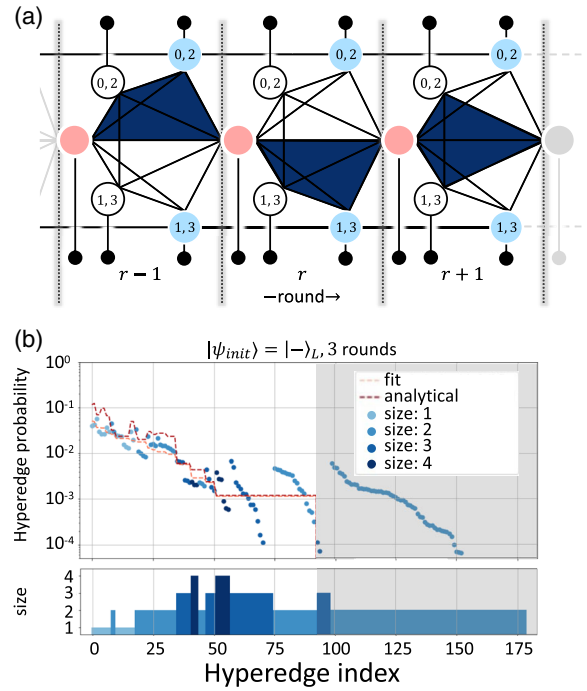 (a)
0, 2 0, 2 0, 2
0, 2 0, 2 0, 2
1, 3 1, 3 1, 3
1, 3 1, 3 1, 3
r − 1 r r + 1
−round→
(b)
|ψinit⟩ = |−⟩L, 3 rounds
Hyperedge probability
10^0
10^-1
10^-2
10^-3
10^-4
fit
analytical
size: 1
size: 2
size: 3
size: 4
size
4
3
2
1
0 25 50 75 100 125 150 175
Hyperedge index